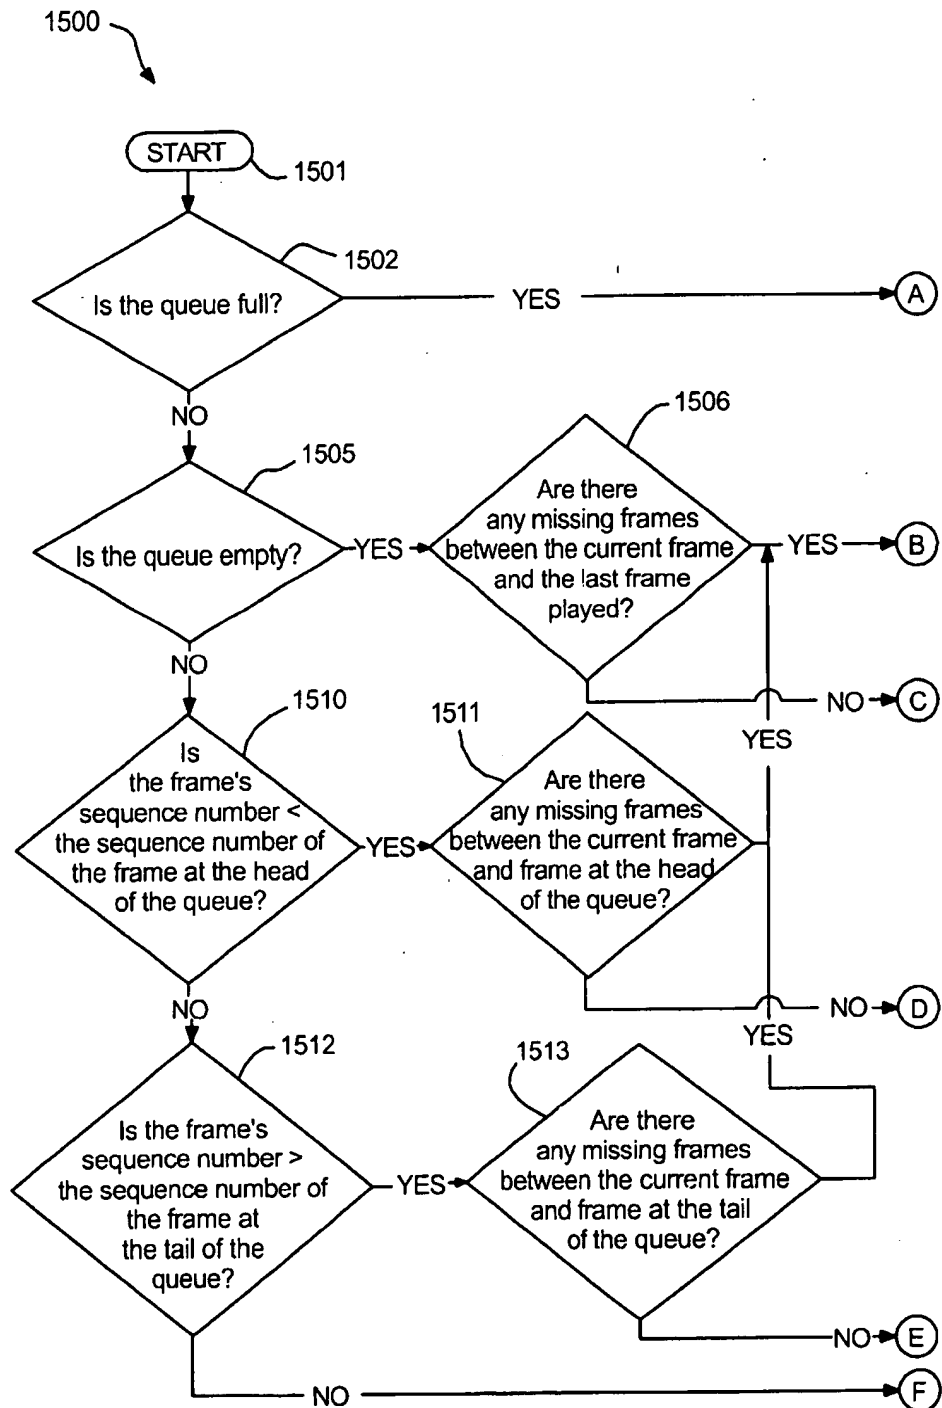 1500
START
1501
1502
Is the queue full?
YES
A
NO
1505
1506
Is the queue empty?
YES
Are there
any missing frames
between the current frame
and the last frame
played?
YES
B
NO
NO
C
YES
1510
1511
Is
the frame's
sequence number <
the sequence number of
the frame at the head
of the queue?
YES
Are there
any missing frames
between the current frame
and frame at the head
of the queue?
NO
NO
D
YES
1512
1513
Is the frame's
sequence number >
the sequence number of
the frame at
the tail of the
queue?
YES
Are there
any missing frames
between the current frame
and frame at the tail
of the queue?
NO
E
NO
F